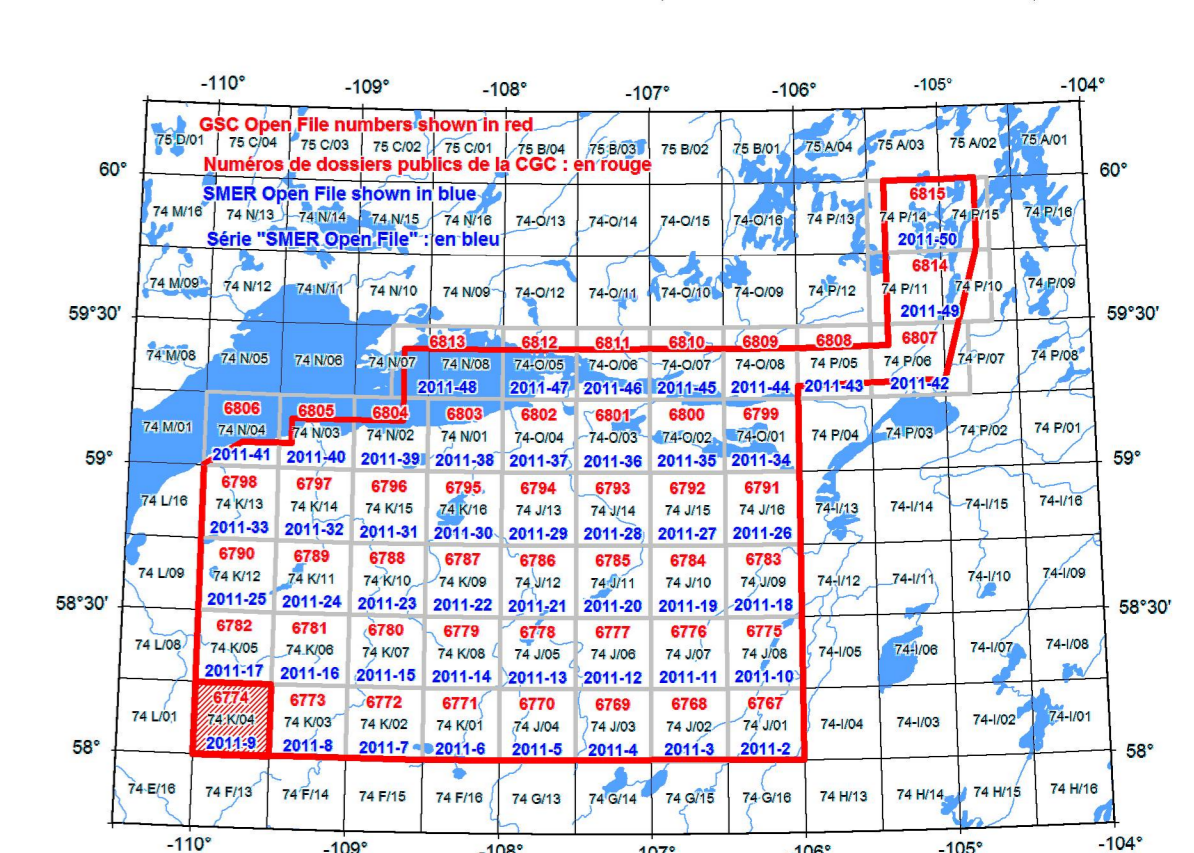 -110° -109° -108° -107° -106° -105° -104°
GSC Open File numbers shown in red
75 D/01 75 C/04 75 C/03 75 C/02 75 C/01 75 B/04 75 B/03 75 B/02 75 B/01 75 A/04 75 A/03 75 A/02 75 A/01
60° Numéros de dossiers publics de la CGC : en rouge 60°
SMER Open File shown in blue 6815
74 M/16 74 N/13 74 N/14 74 N/15 74 N/16 74-O/13 74-O/14 74-O/15 74-O/16 74 P/13 74 P/14 74 P/15 74 P/16
Série "SMER Open File" : en bleu 2011-50
6814
74 M/09 74 N/12 74 N/11 74 N/10 74 N/09 74-O/12 74-O/11 74-O/10 74-O/09 74 P/12 74 P/11 74 P/10 74 P/09
59°30' 2011-49 59°30'
6813 6812 6811 6810 6809 6808 6807
74 M/08 74 N/05 74 N/06 74 N/07 74 N/08 74-O/05 74-O/06 74-O/07 74-O/08 74 P/05 74 P/06 74 P/07 74 P/08
2011-48 2011-47 2011-46 2011-45 2011-44 2011-43 2011-42
6806 6805 6804 6803 6802 6801 6800 6799
74 M/01 74 N/04 74 N/03 74 N/02 74 N/01 74-O/04 74-O/03 74-O/02 74-O/01 74 P/04 74 P/03 74 P/02 74 P/01
59° 2011-41 2011-40 2011-39 2011-38 2011-37 2011-36 2011-35 2011-34 59°
6798 6797 6796 6795 6794 6793 6792 6791
74 L/16 74 K/13 74 K/14 74 K/15 74 K/16 74 J/13 74 J/14 74 J/15 74 J/16 74-I/13 74-I/14 74-I/15 74-I/16
2011-33 2011-32 2011-31 2011-30 2011-29 2011-28 2011-27 2011-26
6790 6789 6788 6787 6786 6785 6784 6783
74 L/09 74 K/12 74 K/11 74 K/10 74 K/09 74 J/12 74 J/11 74 J/10 74 J/09 74-I/12 74-I/11 74-I/10 74-I/09
58°30' 2011-25 2011-24 2011-23 2011-22 2011-21 2011-20 2011-19 2011-18 58°30'
6782 6781 6780 6779 6778 6777 6776 6775
74 L/08 74 K/05 74 K/06 74 K/07 74 K/08 74 J/05 74 J/06 74 J/07 74 J/08 74-I/05 74-I/06 74-I/07 74-I/08
2011-17 2011-16 2011-15 2011-14 2011-13 2011-12 2011-11 2011-10
6774 6773 6772 6771 6770 6769 6768 6767
74 L/01 74 K/04 74 K/03 74 K/02 74 K/01 74 J/04 74 J/03 74 J/02 74 J/01 74-I/04 74-I/03 74-I/02 74-I/01
58° 2011-9 2011-8 2011-7 2011-6 2011-5 2011-4 2011-3 2011-2 58°
74 E/16 74 F/13 74 F/14 74 F/15 74 F/16 74 G/13 74 G/14 74 G/15 74 G/16 74 H/13 74 H/14 74 H/15 74 H/16
-110° -109° -108° -107° -106° -105° -104°